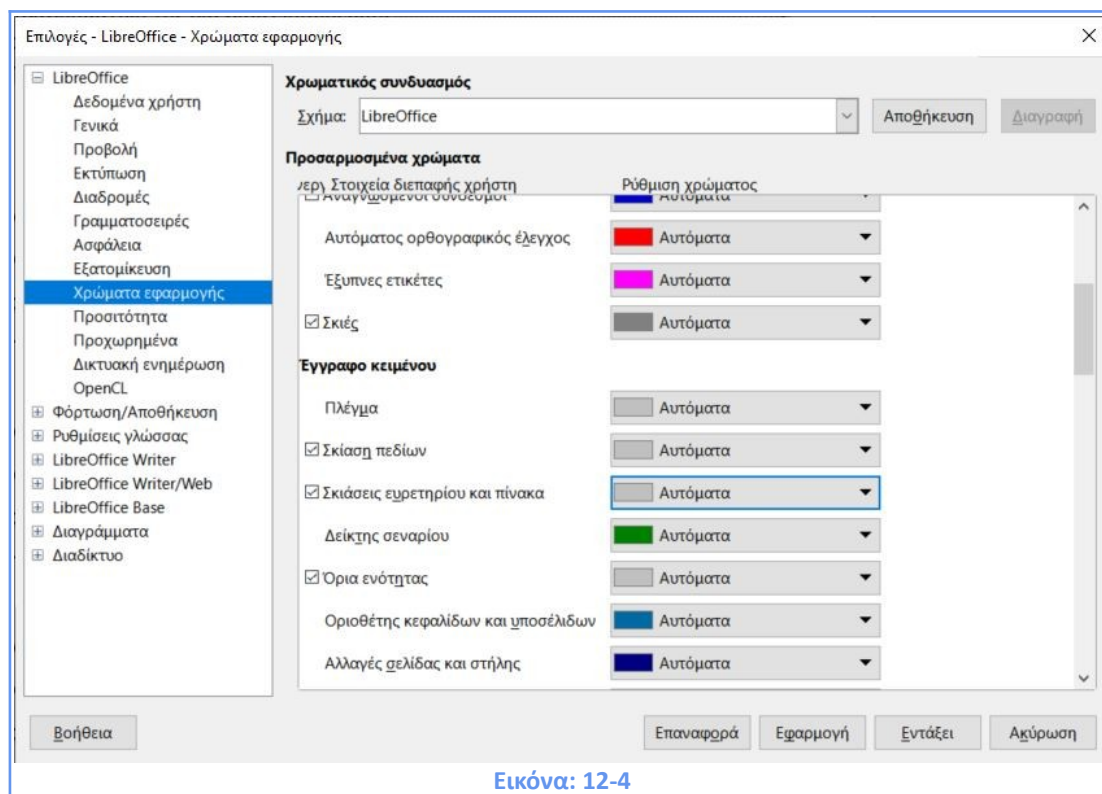 Επιλογές - LibreOffice - Χρώματα εφαρμογής
LibreOffice
Δεδομένα χρήστη
Γενικά
Προβολή
Εκτύπωση
Διαδρομές
Γραμματοσειρές
Ασφάλεια
Εξατομίκευση
Χρώματα εφαρμογής
Προσιτότητα
Προχωρημένα
Δικτυακή ενημέρωση
OpenCL
Φόρτωση/Αποθήκευση
Ρυθμίσεις γλώσσας
LibreOffice Writer
LibreOffice Writer/Web
LibreOffice Base
Διαγράμματα
Διαδίκτυο
Χρωματικός συνδυασμός
Σχήμα: LibreOffice Αποθήκευση Διαγραφή
Προσαρμοσμένα χρώματα
Στοιχεία διεπαφής χρήστη Ρύθμιση χρώματος
Αναγνωσμένοι σύνδεσμοι Αυτόματα
Αυτόματος ορθογραφικός έλεγχος Αυτόματα
Έξυπνες ετικέτες Αυτόματα
Σκιές Αυτόματα
Έγγραφο κειμένου
Πλέγμα Αυτόματα
Σκίαση πεδίων Αυτόματα
Σκιάσεις ευρετηρίου και πίνακα Αυτόματα
Δείκτης σεναρίου Αυτόματα
Όρια ενότητας Αυτόματα
Οριοθέτης κεφαλίδων και υποσέλιδων Αυτόματα
Αλλαγές σελίδας και στήλης Αυτόματα
Βοήθεια Επαναφορά Εφαρμογή Εντάξει Ακύρωση
Εικόνα: 12-4